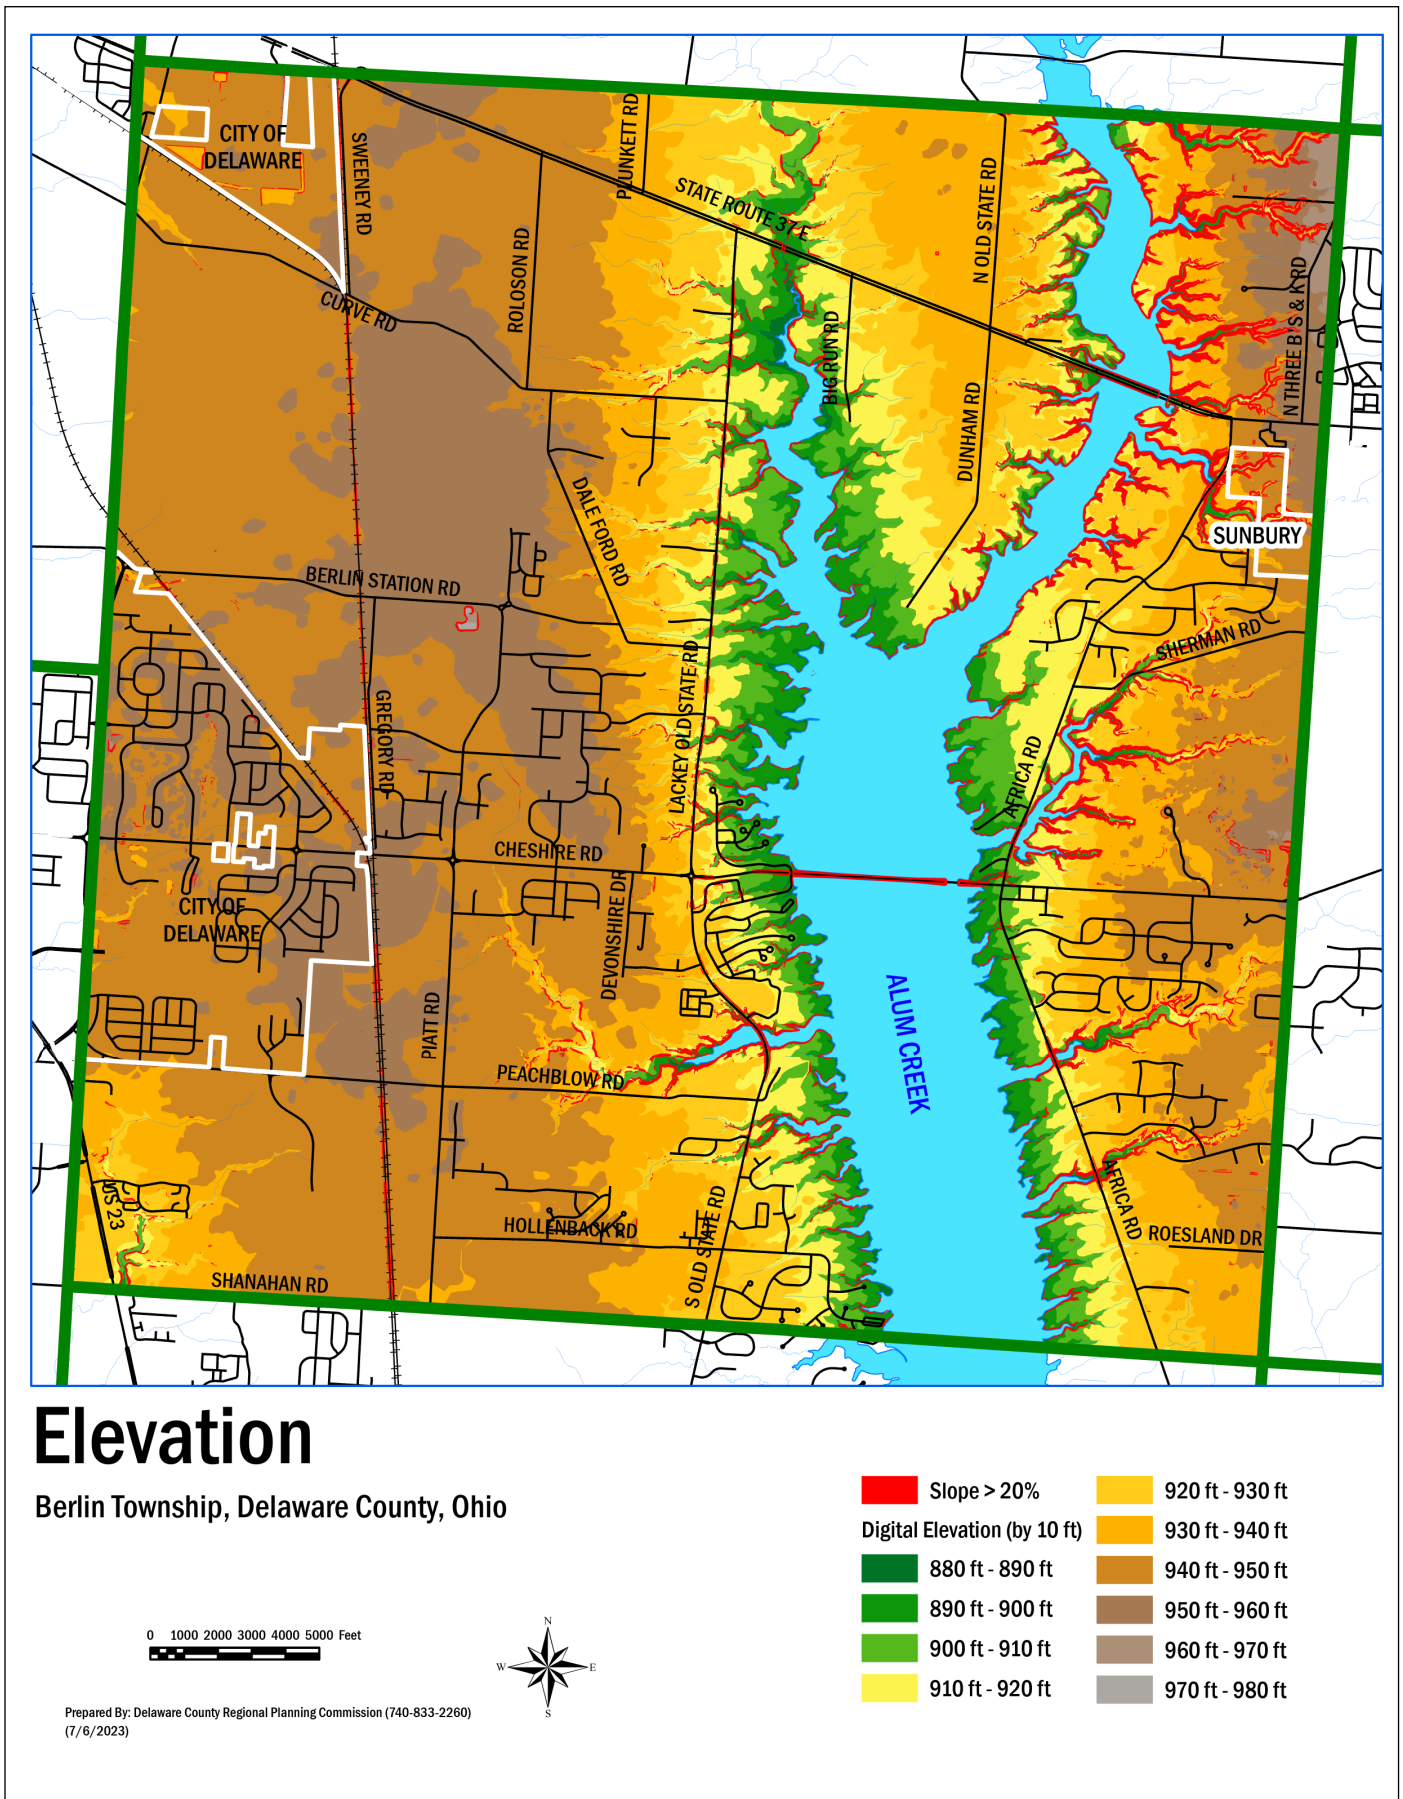 CITY OF
DELAWARE
SWEENEY RD
PLUNKETT RD
STATE ROUTE 37 E
N OLD STATE RD
ROLOSON RD
CURVE RD
BIG RUN RD
N THREE B'S & K RD
DUNHAM RD
DALE FORD RD
SUNBURY
BERLIN STATION RD
SHERMAN RD
LACKEY OLD STATE RD
GREGORY RD
AFRICA RD
CHESHIRE RD
CITY OF
DELAWARE
DEVONSHIRE DR
ALUM CREEK
PIATT RD
PEACHBLOW RD
US 23
AFRICA RD
HOLLENBACK RD
S OLD STATE RD
ROESLAND DR
SHANAHAN RD
Elevation
Berlin Township, Delaware County, Ohio
0 1000 2000 3000 4000 5000 Feet
N
W E
S
Prepared By: Delaware County Regional Planning Commission (740-833-2260)
(7/6/2023)
Slope > 20%
Digital Elevation (by 10 ft)
880 ft - 890 ft
890 ft - 900 ft
900 ft - 910 ft
910 ft - 920 ft
920 ft - 930 ft
930 ft - 940 ft
940 ft - 950 ft
950 ft - 960 ft
960 ft - 970 ft
970 ft - 980 ft